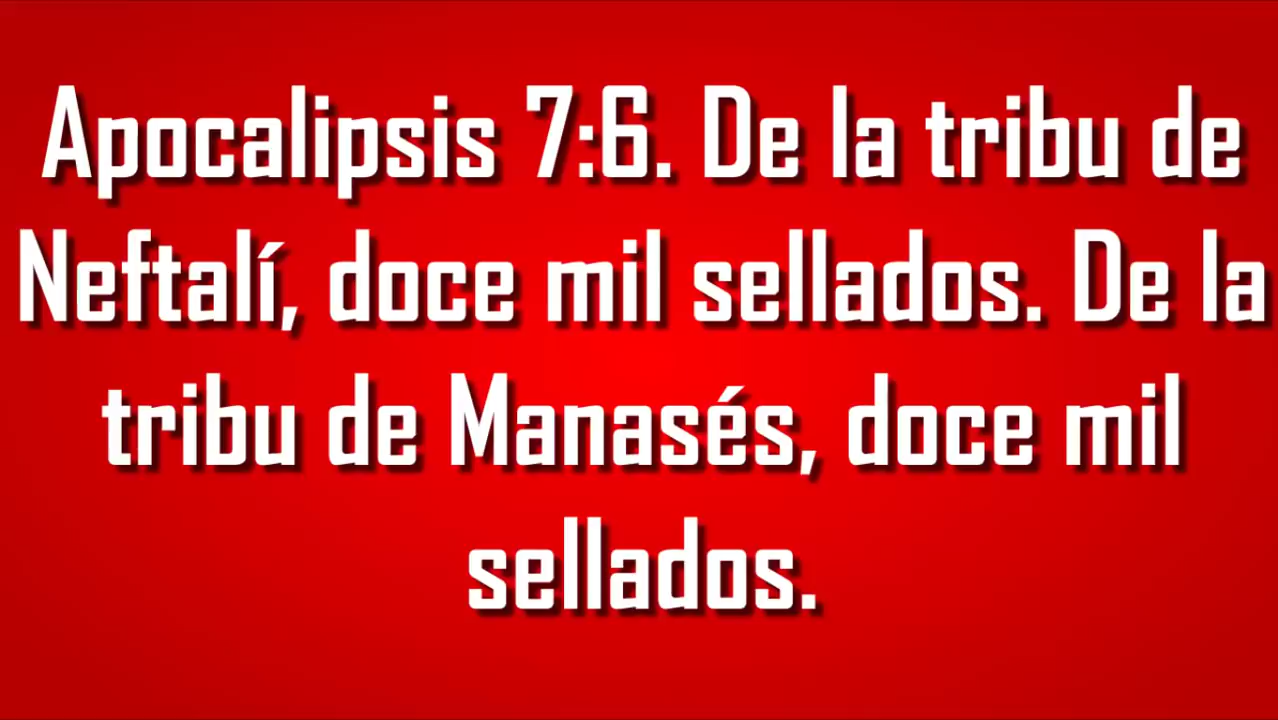 Apocalipsis 7:6. De la tribu de
Neftalí, doce mil sellados. De la
tribu de Manasés, doce mil
sellados.